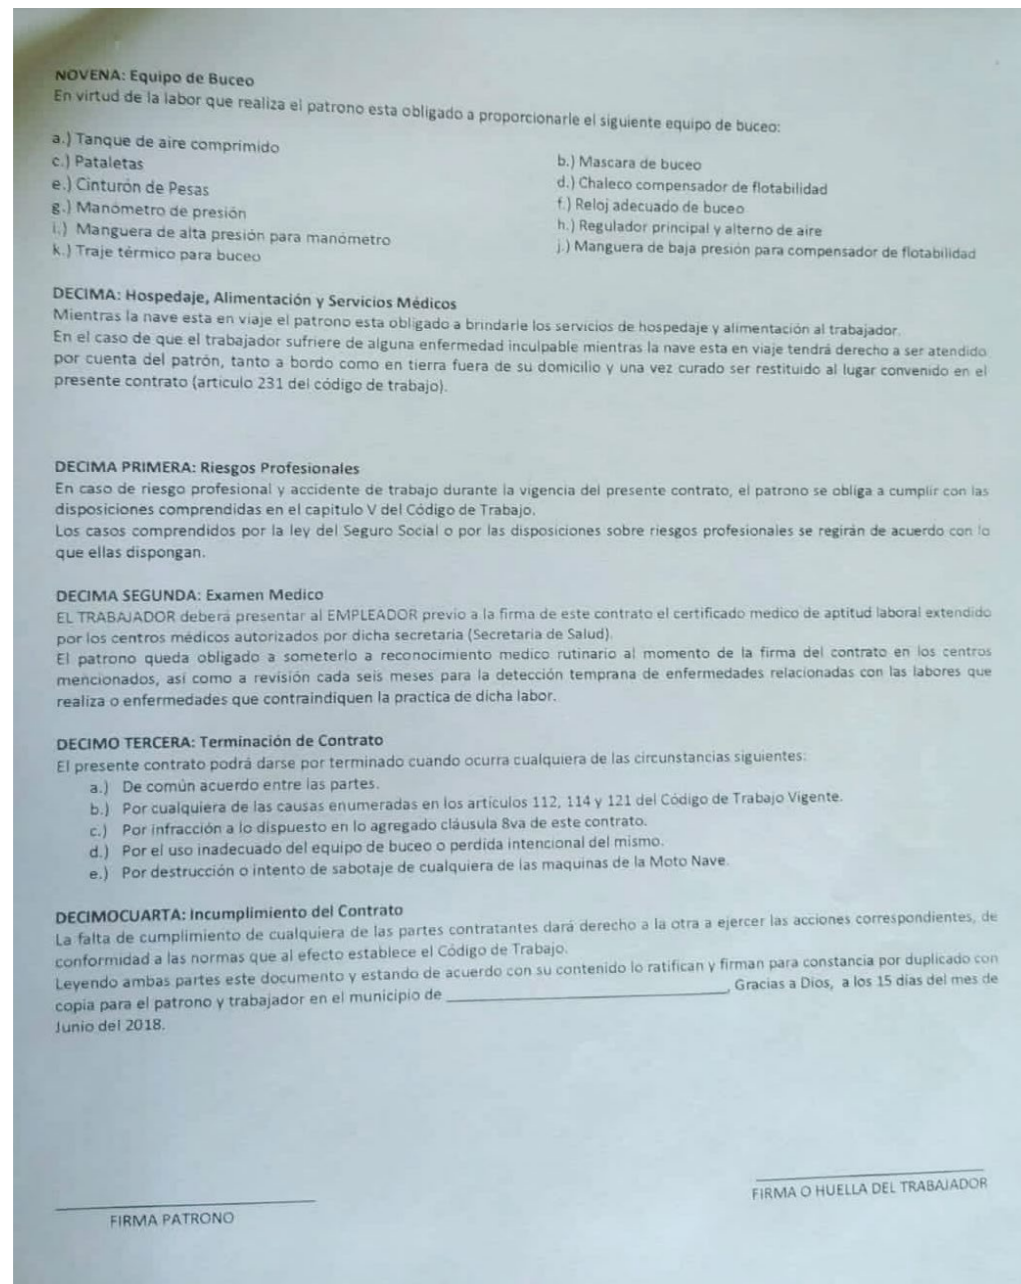 NOVENA: Equipo de Buceo
En virtud de la labor que realiza el patrono esta obligado a proporcionarle el siguiente equipo de buceo:
a.) Tanque de aire comprimido
b.) Mascara de buceo
c.) Pataletas
d.) Chaleco compensador de flotabilidad
e.) Cinturón de Pesas
f.) Reloj adecuado de buceo
g.) Manómetro de presión
h.) Regulador principal y alterno de aire
i.) Manguera de alta presión para manómetro
j.) Manguera de baja presión para compensador de flotabilidad
k.) Traje térmico para buceo
DECIMA: Hospedaje, Alimentación y Servicios Médicos
Mientras la nave esta en viaje el patrono esta obligado a brindarle los servicios de hospedaje y alimentación al trabajador.
En el caso de que el trabajador sufriere de alguna enfermedad inculpable mientras la nave esta en viaje tendrá derecho a ser atendido
por cuenta del patrón, tanto a bordo como en tierra fuera de su domicilio y una vez curado ser restituido al lugar convenido en el
presente contrato (articulo 231 del código de trabajo).
DECIMA PRIMERA: Riesgos Profesionales
En caso de riesgo profesional y accidente de trabajo durante la vigencia del presente contrato, el patrono se obliga a cumplir con las
disposiciones comprendidas en el capitulo V del Código de Trabajo.
Los casos comprendidos por la ley del Seguro Social o por las disposiciones sobre riesgos profesionales se regirán de acuerdo con lo
que ellas dispongan.
DECIMA SEGUNDA: Examen Medico
EL TRABAJADOR deberá presentar al EMPLEADOR previo a la firma de este contrato el certificado medico de aptitud laboral extendido
por los centros médicos autorizados por dicha secretaria (Secretaria de Salud).
El patrono queda obligado a someterlo a reconocimiento medico rutinario al momento de la firma del contrato en los centros
mencionados, así como a revisión cada seis meses para la detección temprana de enfermedades relacionadas con las labores que
realiza o enfermedades que contraindiquen la practica de dicha labor.
DECIMO TERCERA: Terminación de Contrato
El presente contrato podrá darse por terminado cuando ocurra cualquiera de las circunstancias siguientes:
a.) De común acuerdo entre las partes.
b.) Por cualquiera de las causas enumeradas en los artículos 112, 114 y 121 del Código de Trabajo Vigente.
c.) Por infracción a lo dispuesto en lo agregado cláusula 8va de este contrato.
d.) Por el uso inadecuado del equipo de buceo o perdida intencional del mismo.
e.) Por destrucción o intento de sabotaje de cualquiera de las maquinas de la Moto Nave.
DECIMOCUARTA: Incumplimiento del Contrato
La falta de cumplimiento de cualquiera de las partes contratantes dará derecho a la otra a ejercer las acciones correspondientes, de
conformidad a las normas que al efecto establece el Código de Trabajo.
Leyendo ambas partes este documento y estando de acuerdo con su contenido lo ratifican y firman para constancia por duplicado con
copia para el patrono y trabajador en el municipio de ____________________, Gracias a Dios, a los 15 días del mes de
Junio del 2018.
FIRMA PATRONO
FIRMA O HUELLA DEL TRABAJADOR